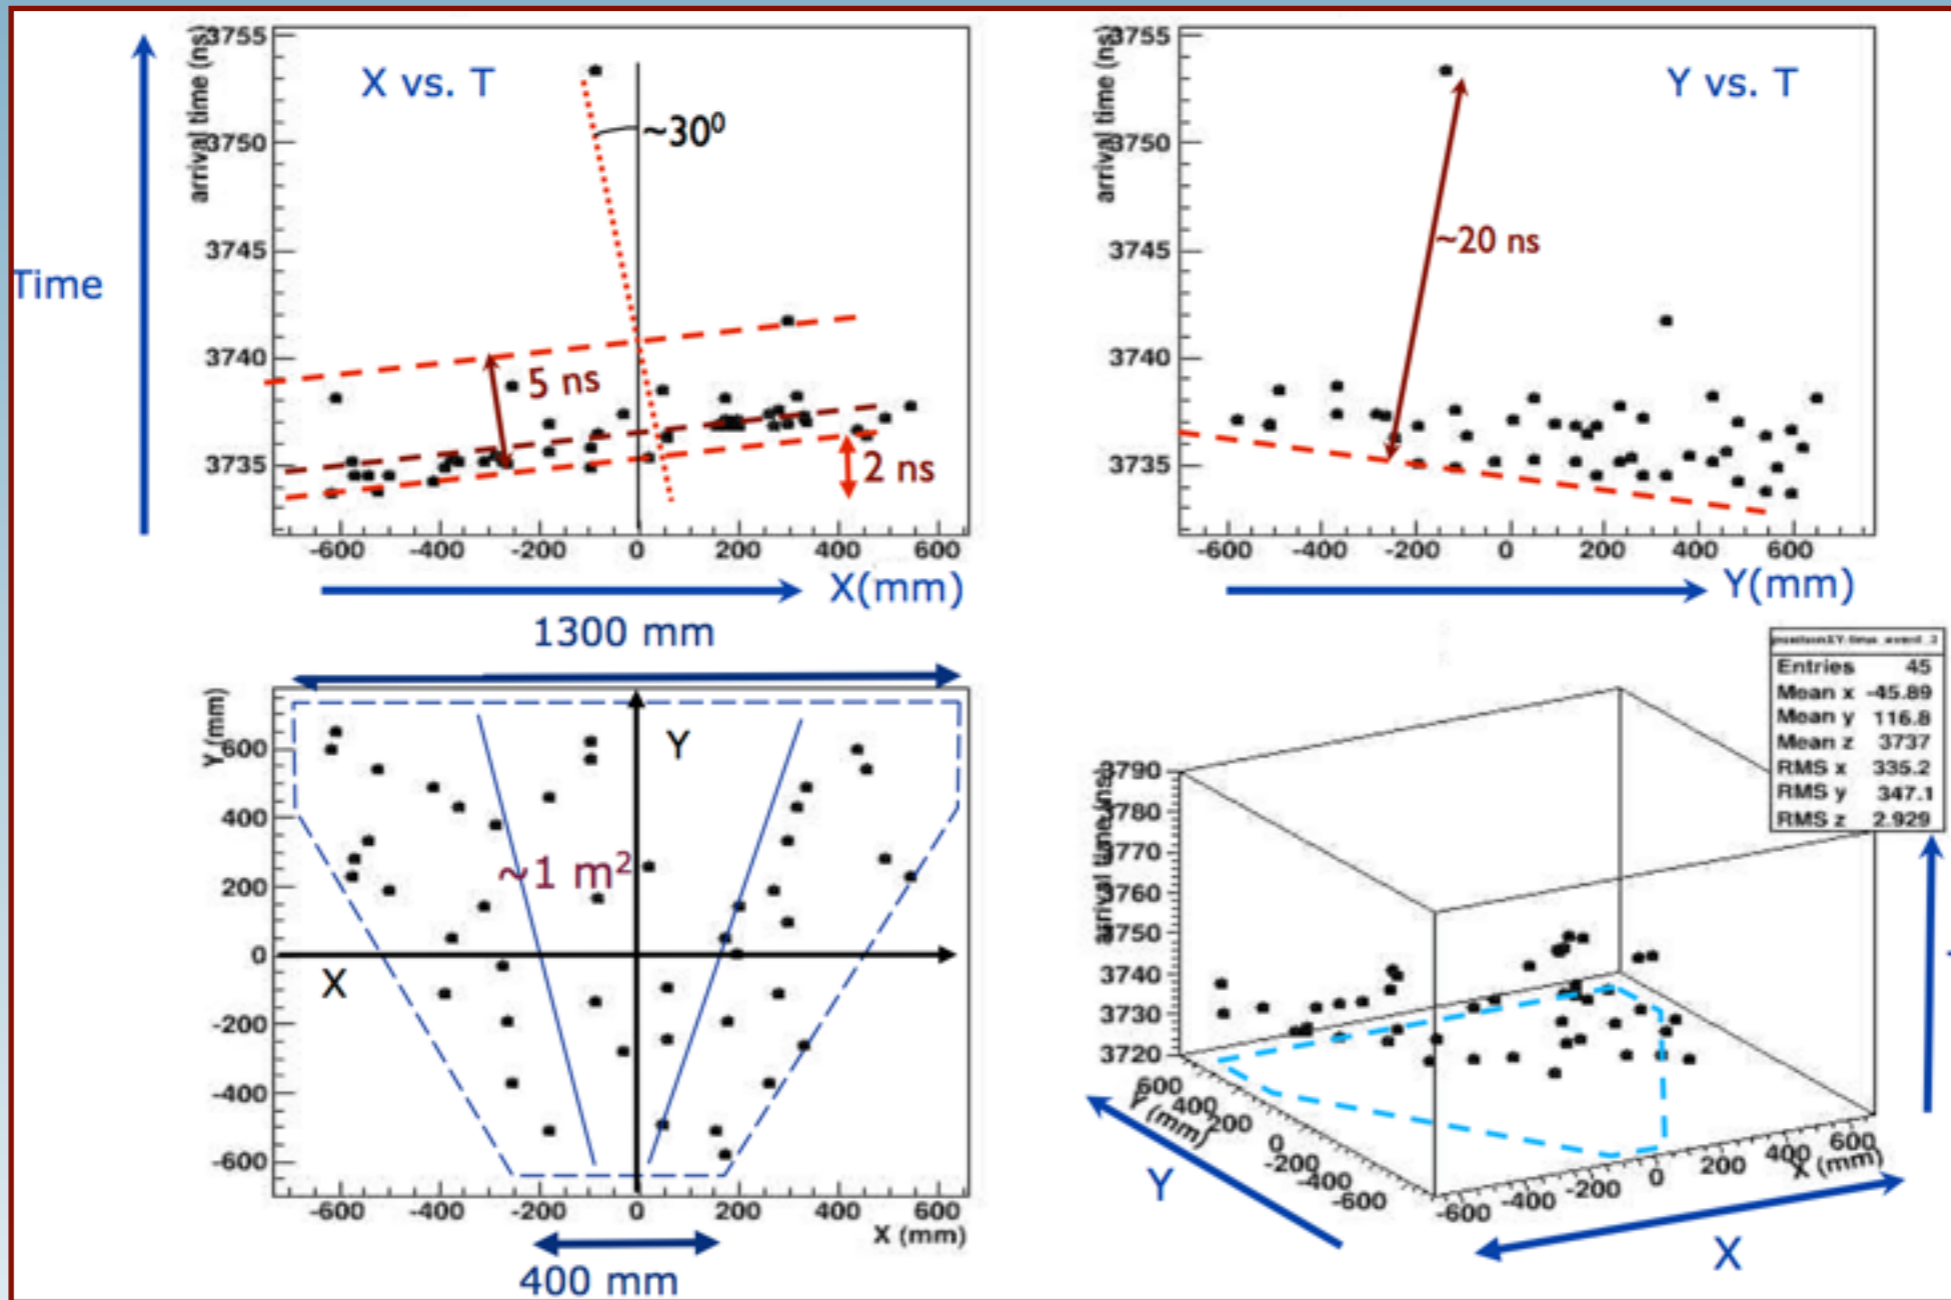 X vs. T
arrival time (ns)
3755
3750
3745
3740
3735
~30⁰
5 ns
2 ns
-600 -400 -200 0 200 400 600
X(mm)
Time
Y vs. T
arrival time (ns)
3755
3750
3745
3740
3735
~20 ns
-600 -400 -200 0 200 400 600
Y(mm)
1300 mm
Y (mm)
600
400
200
0
-200
-400
-600
Y
X
~1 m²
-600 -400 -200 0 200 400 600
X (mm)
400 mm
Entries 45
Mean x -45.89
Mean y 116.8
Mean z 3737
RMS x 335.2
RMS y 347.1
RMS z 2.929
arrival time (ns)
3790
3780
3770
3760
3750
3740
3730
3720
600
400
200
0
-200
-400
-600
Y (mm)
-600 -400 -200 0 200 400 600
X (mm)
Y
X